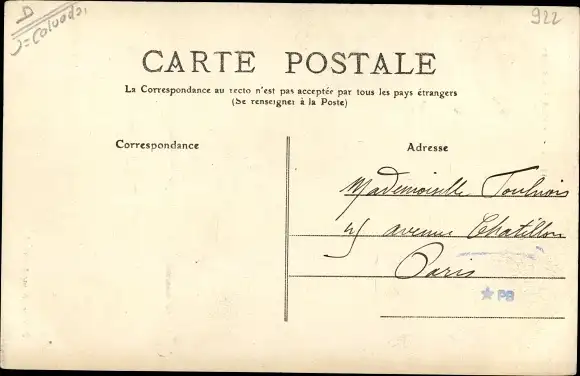 D
922
CARTE POSTALE
La Correspondance au recto n'est pas acceptée par tous les pays étrangers
(Se renseigner à la Poste)
Correspondance
Adresse
Mademoiselle
avenue Chatillon
Paris
PB